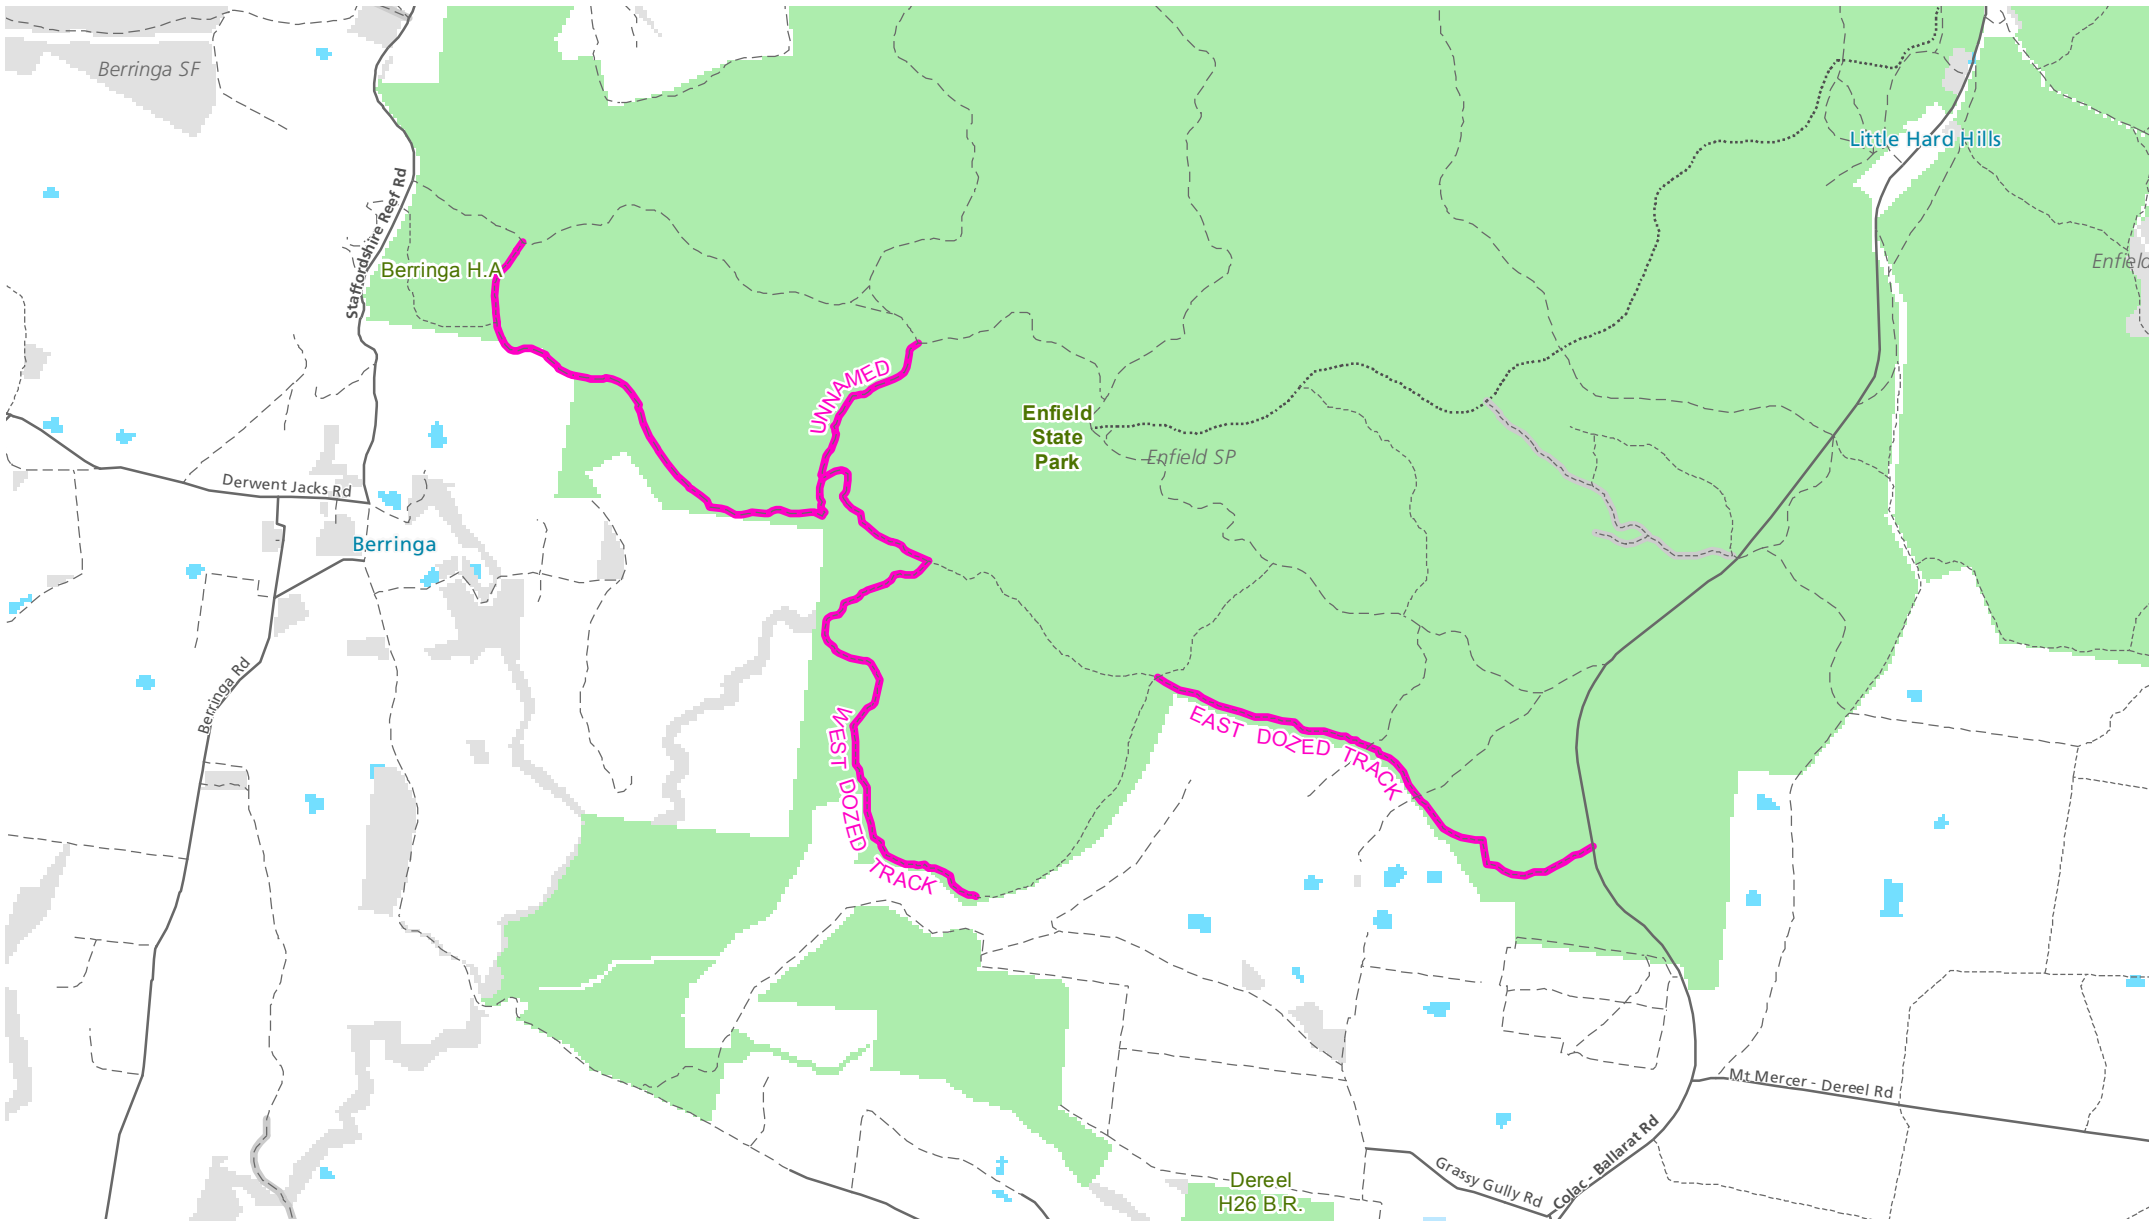 Berringa SF
Little Hard Hills
Staffordshire Reef Rd
Berringa H.A
Enfield
UNNAMED
Enfield
State
Park
Enfield SP
Derwent Jacks Rd
Berringa
Berringa Rd
WEST DOZED TRACK
EAST DOZED TRACK
Mt Mercer - Dereel Rd
Colac - Ballarat Rd
Grassy Gully Rd
Dereel
H26 B.R.